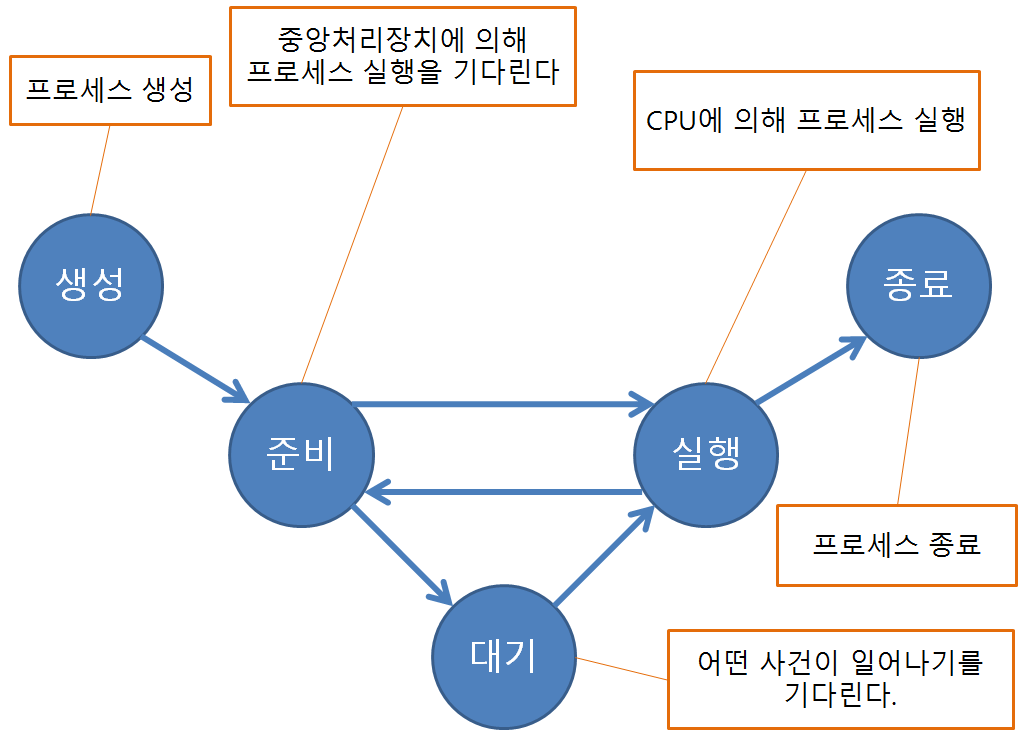 중앙처리장치에 의해
프로세스 실행을 기다린다
프로세스 생성
CPU에 의해 프로세스 실행
생성
종료
준비
실행
프로세스 종료
대기
어떤 사건이 일어나기를
기다린다.